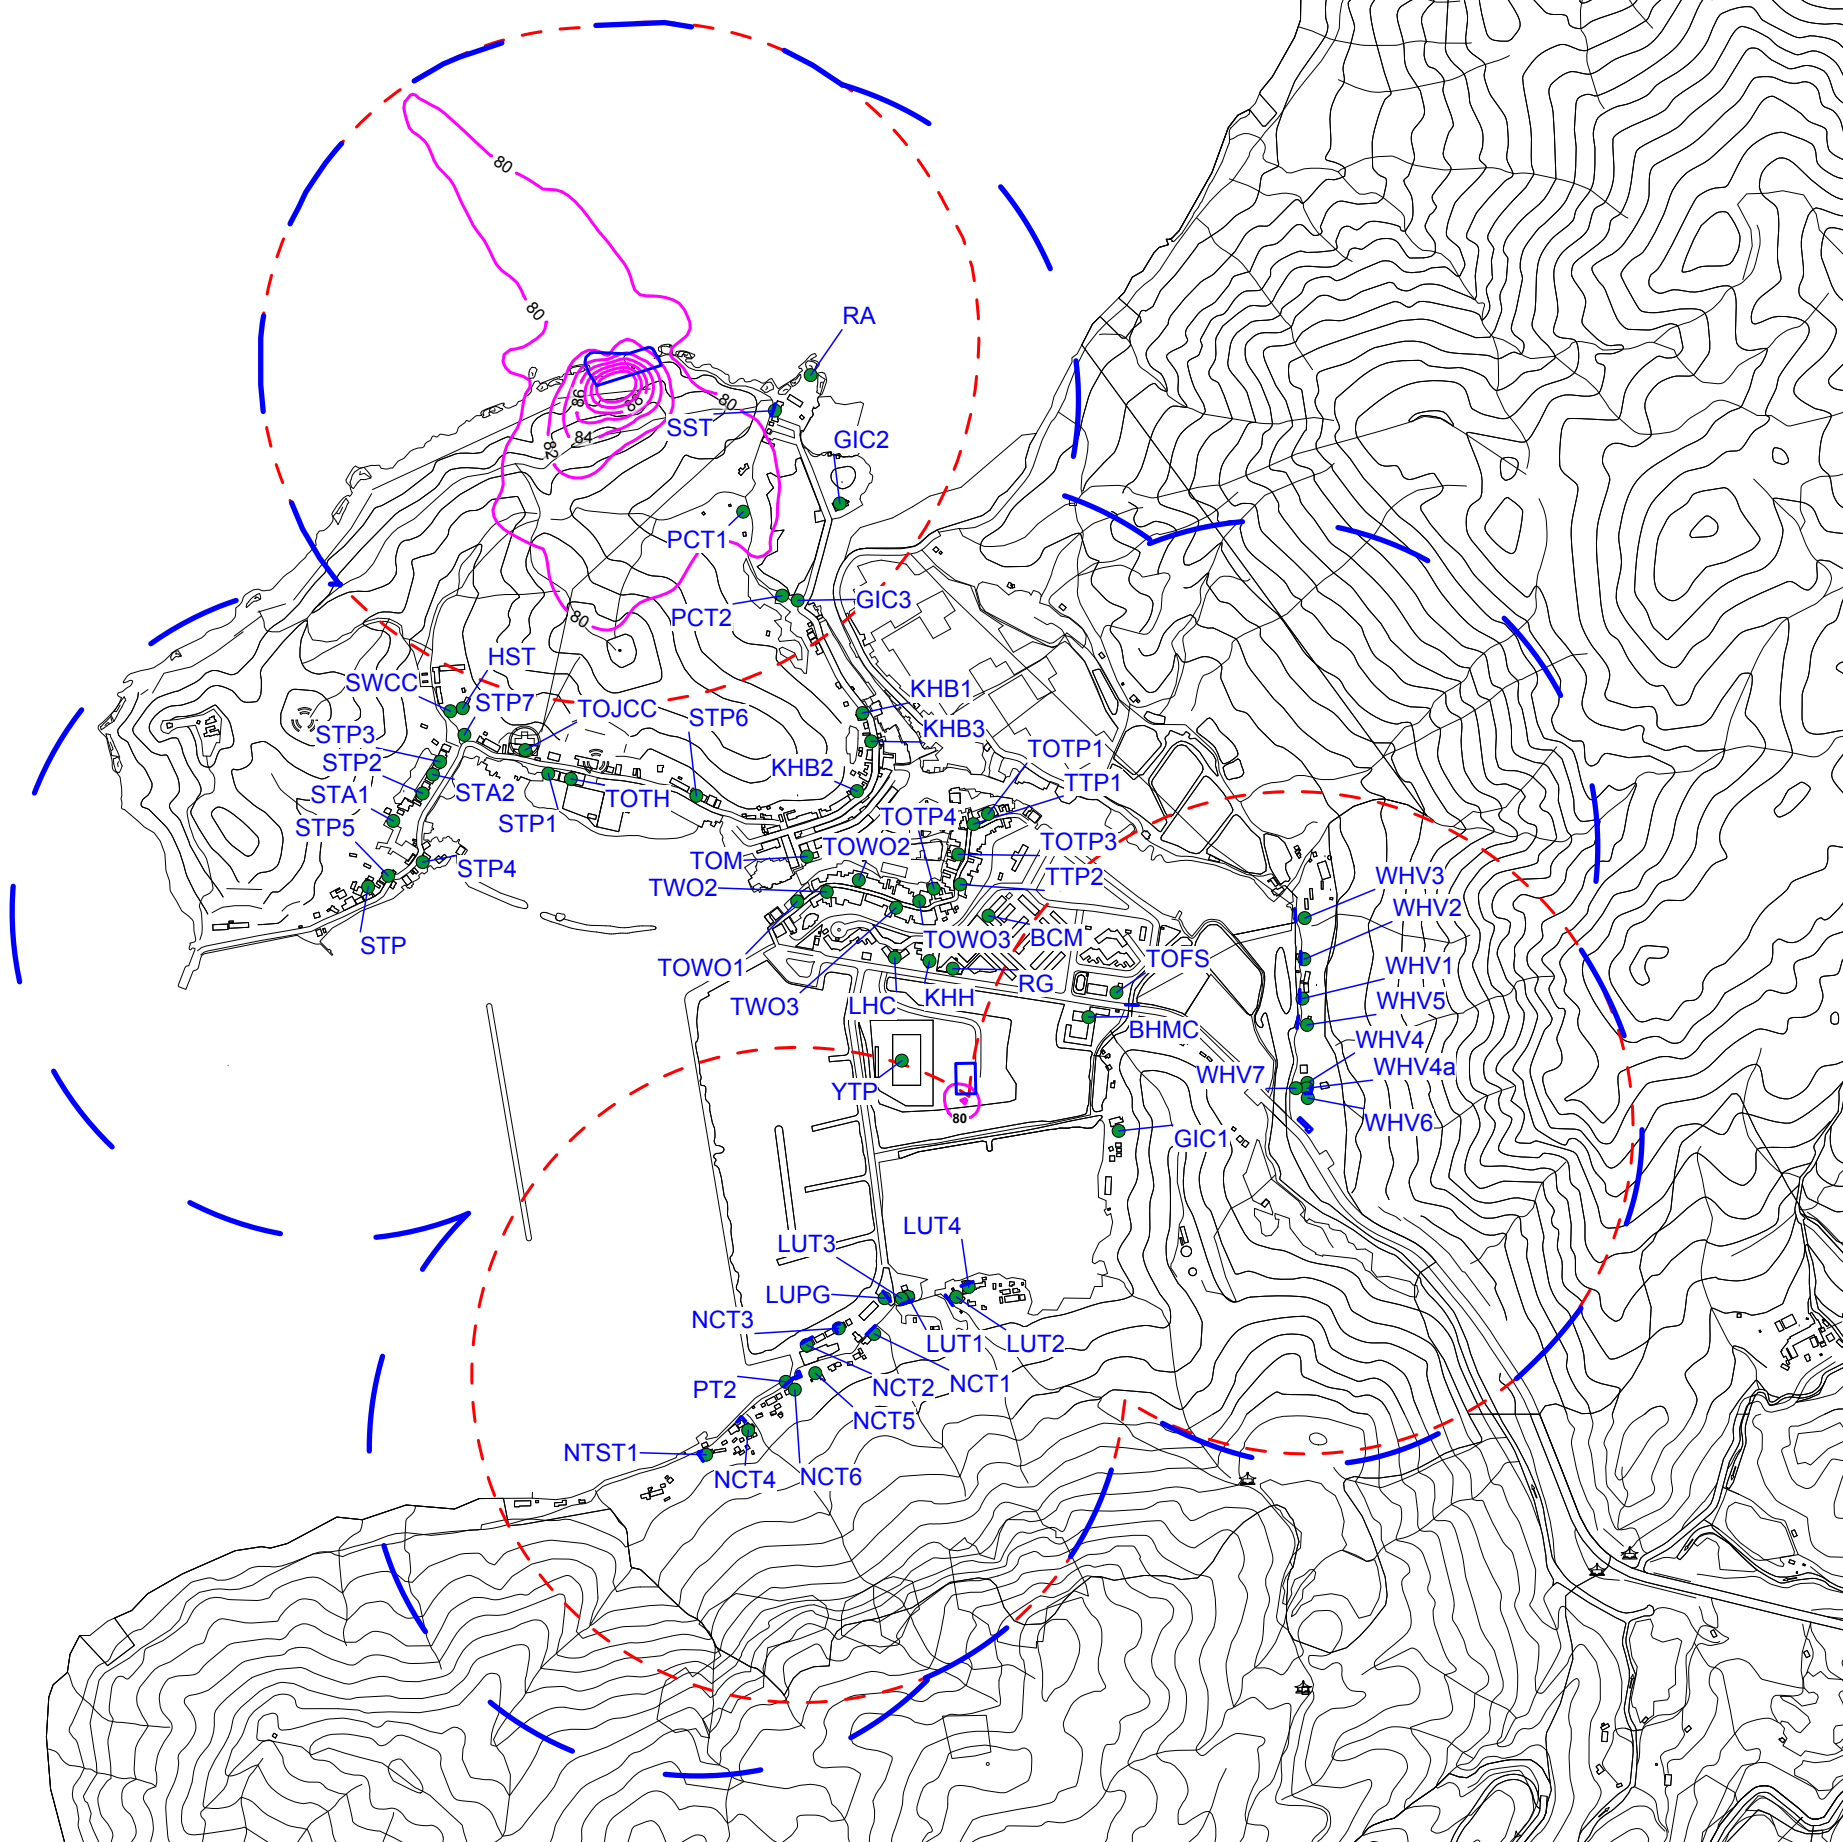 80
80
RA
80
98
88
SST
84
82
GIC2
PCT1
80
PCT2
GIC3
HST
SWCC
STP7
TOJCC
STP6
KHB1
KHB3
STP3
STP2
STA1
STA2
STP5
STP1
TOTH
KHB2
TOTP1
TTP1
TOTP4
TOTP3
TOM
TOWO2
STP4
TWO2
TTP2
WHV3
WHV2
STP
TOWO3
BCM
TOFS
TOWO1
TWO3
LHC
KHH
RG
WHV1
WHV5
BHMC
WHV4
WHV7
WHV4a
YTP
80
WHV6
GIC1
LUT4
LUT3
LUPG
NCT3
LUT1
LUT2
PT2
NCT2
NCT1
NCT5
NTST1
NCT4
NCT6